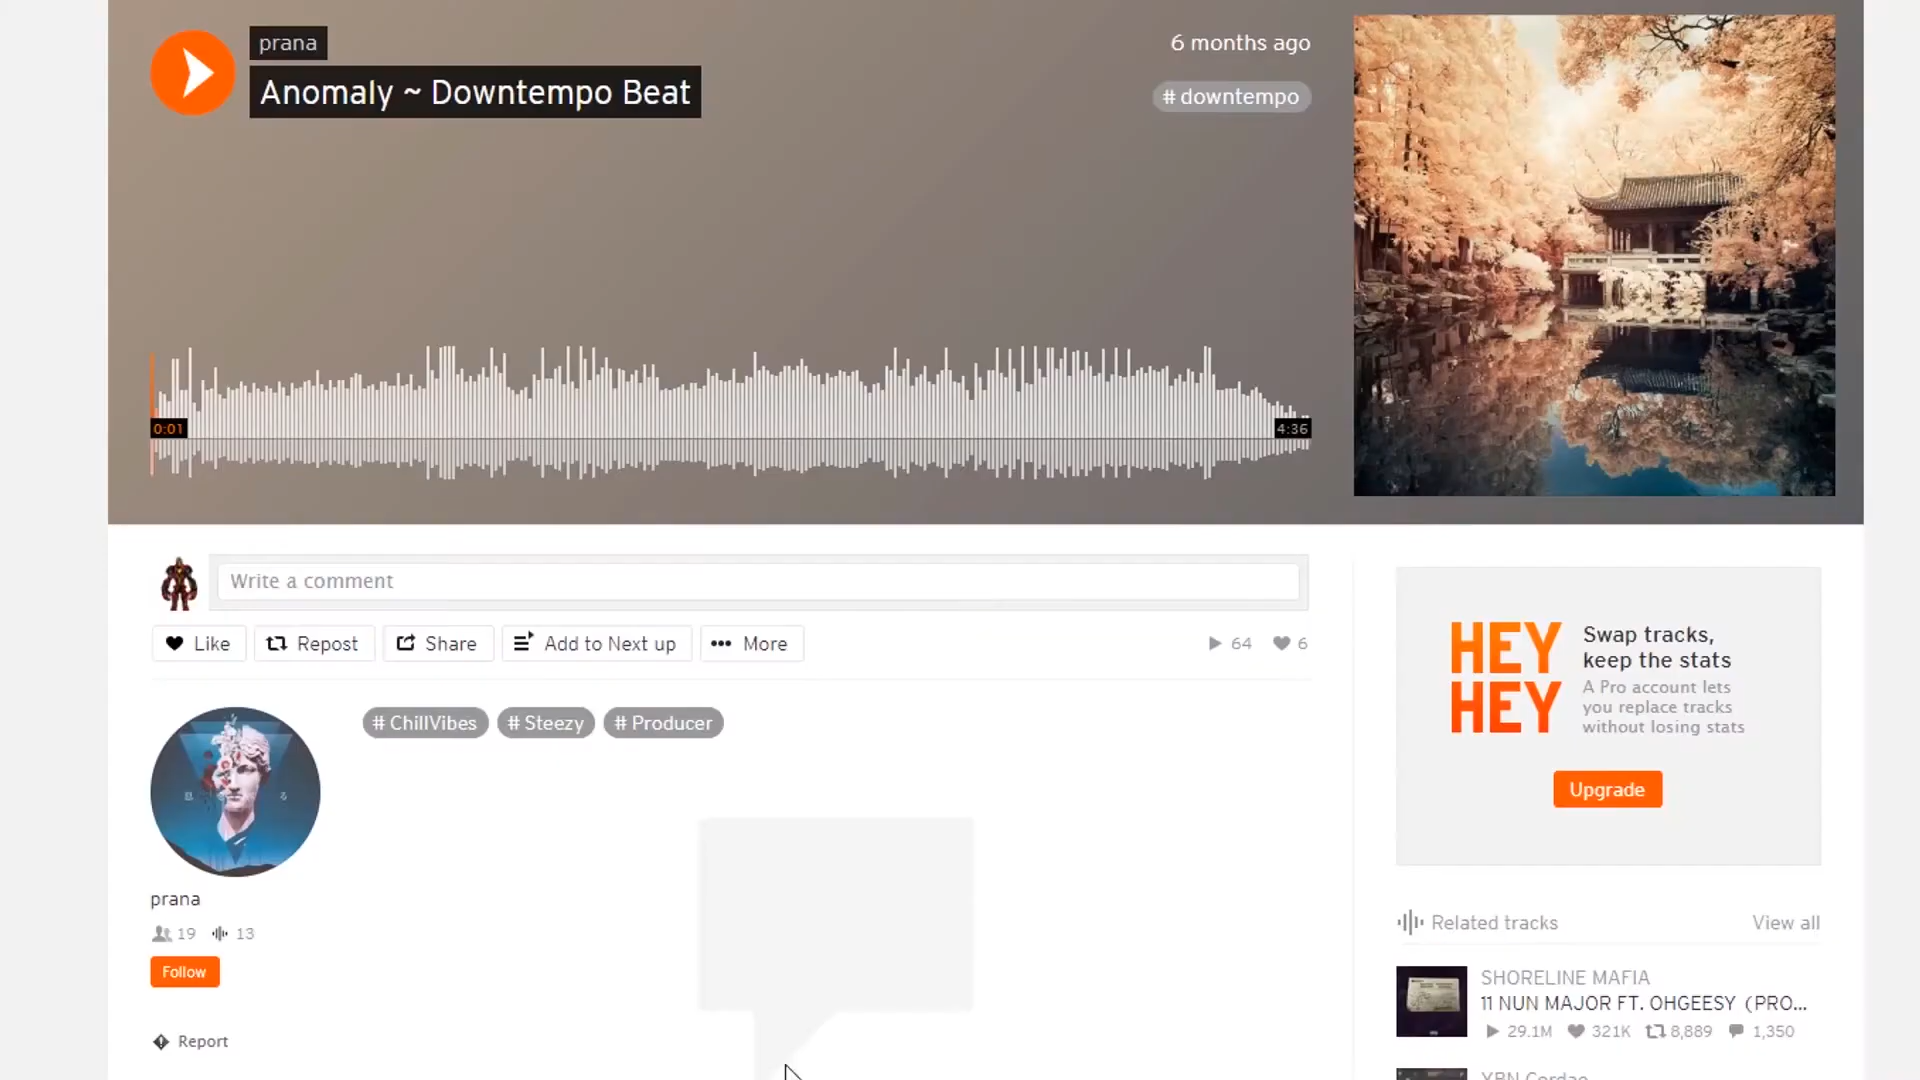 prana
Anomaly ~ Downtempo Beat
6 months ago
# downtempo
0:01
4:36
Write a comment
Like
Repost
Share
Add to Next up
More
64
6
# ChillVibes
# Steezy
# Producer
prana
19
13
Follow
Report
HEY
HEY
Swap tracks,
keep the stats
A Pro account lets
you replace tracks
without losing stats
Upgrade
Related tracks
View all
SHORELINE MAFIA
11 NUN MAJOR FT. OHGEESY (PRO...
29.1M
321K
8,889
1,350
YBN Cordae